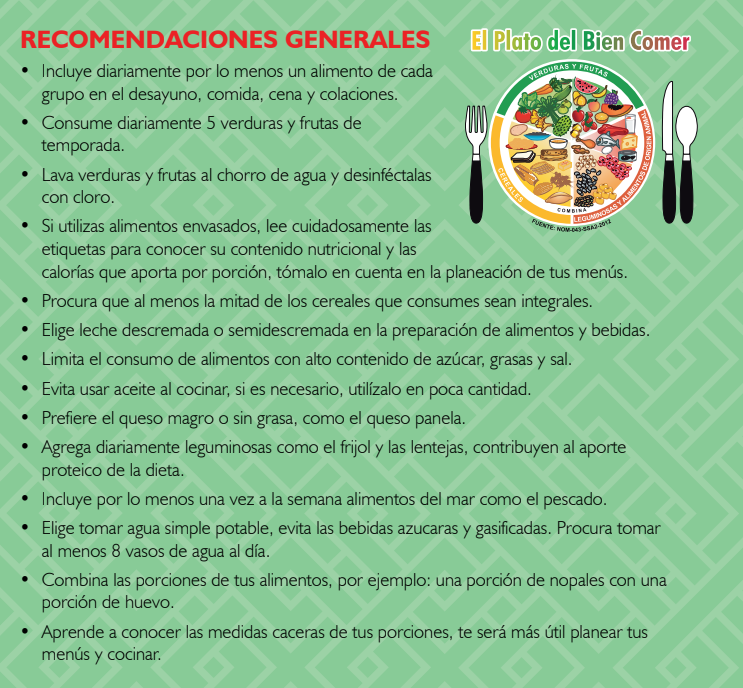 RECOMENDACIONES GENERALES
El Plato del Bien Comer
VERDURAS Y FRUTAS
CEREALES
COMBINA
LEGUMINOSAS Y ALIMENTOS DE ORIGEN ANIMAL
FUENTE: NOM-043-SSA2-2012
• Incluye diariamente por lo menos un alimento de cada
grupo en el desayuno, comida, cena y colaciones.
• Consume diariamente 5 verduras y frutas de
temporada.
• Lava verduras y frutas al chorro de agua y desinféctalas
con cloro.
• Si utilizas alimentos envasados, lee cuidadosamente las
etiquetas para conocer su contenido nutricional y las
calorías que aporta por porción, tómalo en cuenta en la planeación de tus menús.
• Procura que al menos la mitad de los cereales que consumes sean integrales.
• Elige leche descremada o semidescremada en la preparación de alimentos y bebidas.
• Limita el consumo de alimentos con alto contenido de azúcar, grasas y sal.
• Evita usar aceite al cocinar, si es necesario, utilízalo en poca cantidad.
• Prefiere el queso magro o sin grasa, como el queso panela.
• Agrega diariamente leguminosas como el frijol y las lentejas, contribuyen al aporte
proteico de la dieta.
• Incluye por lo menos una vez a la semana alimentos del mar como el pescado.
• Elige tomar agua simple potable, evita las bebidas azucaras y gasificadas. Procura tomar
al menos 8 vasos de agua al día.
• Combina las porciones de tus alimentos, por ejemplo: una porción de nopales con una
porción de huevo.
• Aprende a conocer las medidas caceras de tus porciones, te será más útil planear tus
menús y cocinar.